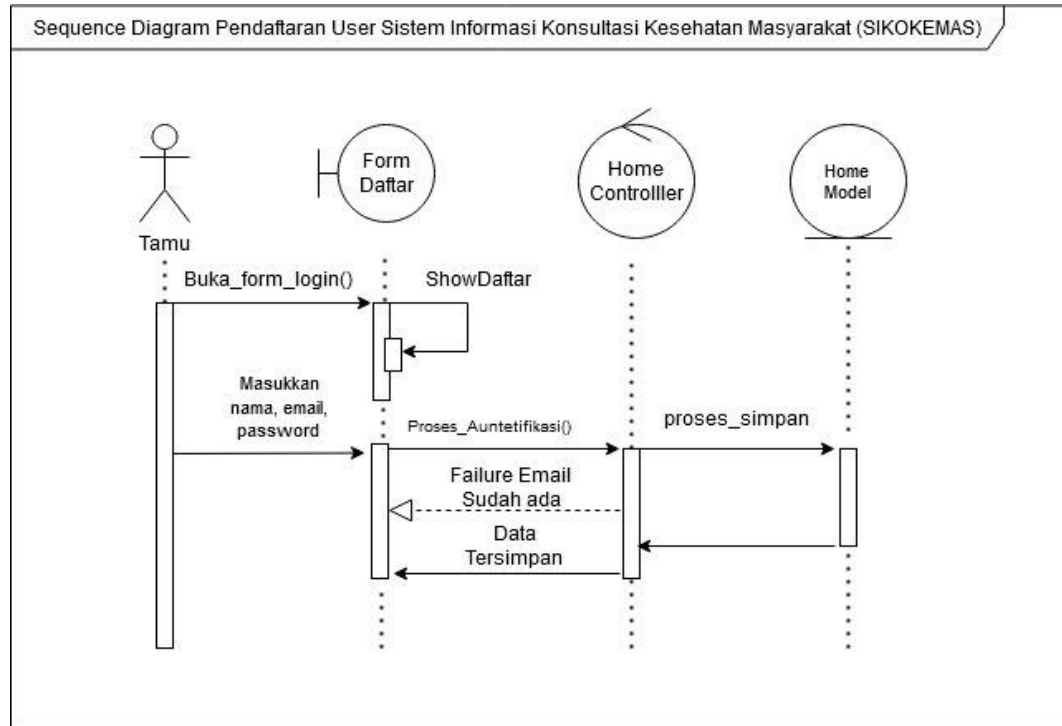 Sequence Diagram Pendaftaran User Sistem Informasi Konsultasi Kesehatan Masyarakat (SIKOKEMAS)
Form
Daftar
Home
Controlller
Home
Model
Tamu
Buka_form_login()
ShowDaftar
Masukkan
nama, email,
password
Proses_Auntetifikasi()
proses_simpan
Failure Email
Sudah ada
Data
Tersimpan